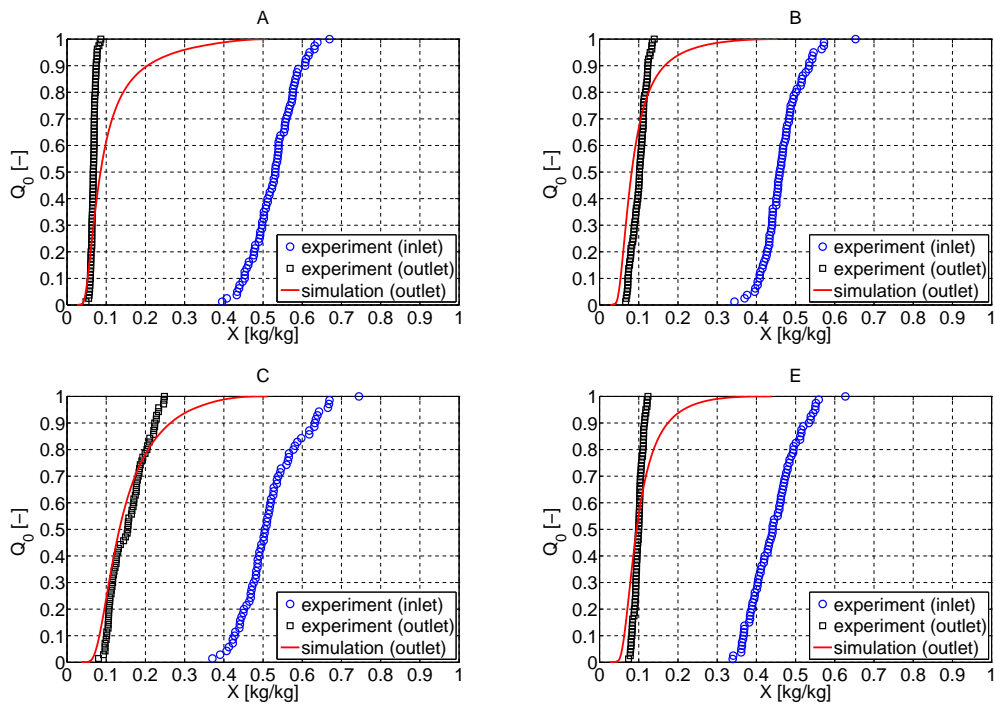 A
1
0.9
0.8
0.7
0.6
0.5
0.4
0.3
0.2
0.1
0
Q0 [–]
0 0.1 0.2 0.3 0.4 0.5 0.6 0.7 0.8 0.9 1
X [kg/kg]
experiment (inlet)
experiment (outlet)
simulation (outlet)
B
1
0.9
0.8
0.7
0.6
0.5
0.4
0.3
0.2
0.1
0
Q0 [–]
0 0.1 0.2 0.3 0.4 0.5 0.6 0.7 0.8 0.9 1
X [kg/kg]
experiment (inlet)
experiment (outlet)
simulation (outlet)
C
1
0.9
0.8
0.7
0.6
0.5
0.4
0.3
0.2
0.1
0
Q0 [–]
0 0.1 0.2 0.3 0.4 0.5 0.6 0.7 0.8 0.9 1
X [kg/kg]
experiment (inlet)
experiment (outlet)
simulation (outlet)
E
1
0.9
0.8
0.7
0.6
0.5
0.4
0.3
0.2
0.1
0
Q0 [–]
0 0.1 0.2 0.3 0.4 0.5 0.6 0.7 0.8 0.9 1
X [kg/kg]
experiment (inlet)
experiment (outlet)
simulation (outlet)